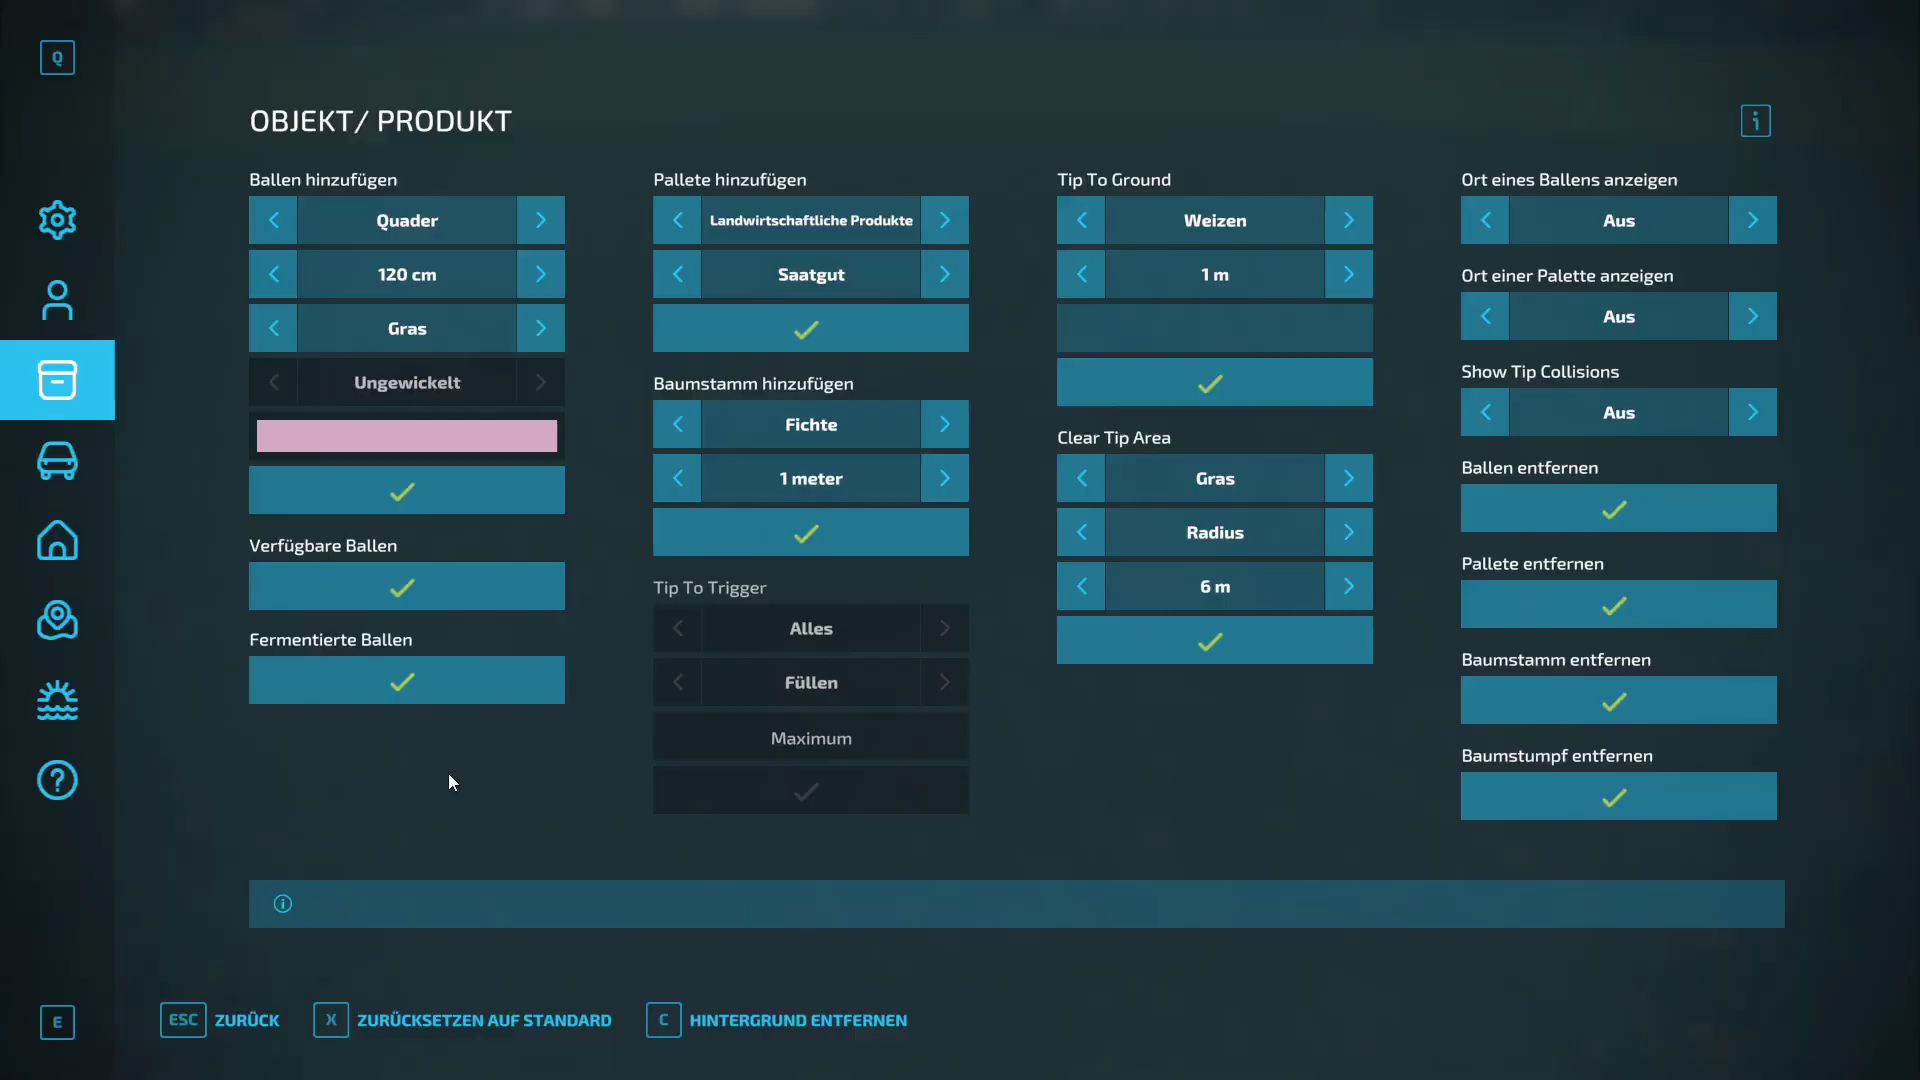 Q
OBJEKT/ PRODUKT
i
Ballen hinzufügen
Quader
120 cm
Gras
Ungewickelt
Verfügbare Ballen
Fermentierte Ballen
Pallete hinzufügen
Landwirtschaftliche Produkte
Saatgut
Baumstamm hinzufügen
Fichte
1 meter
Tip To Trigger
Alles
Füllen
Maximum
Tip To Ground
Weizen
1 m
Clear Tip Area
Gras
Radius
6 m
Ort eines Ballens anzeigen
Aus
Ort einer Palette anzeigen
Aus
Show Tip Collisions
Aus
Ballen entfernen
Pallete entfernen
Baumstamm entfernen
Baumstumpf entfernen
E
ESC ZURÜCK X ZURÜCKSETZEN AUF STANDARD C HINTERGRUND ENTFERNEN